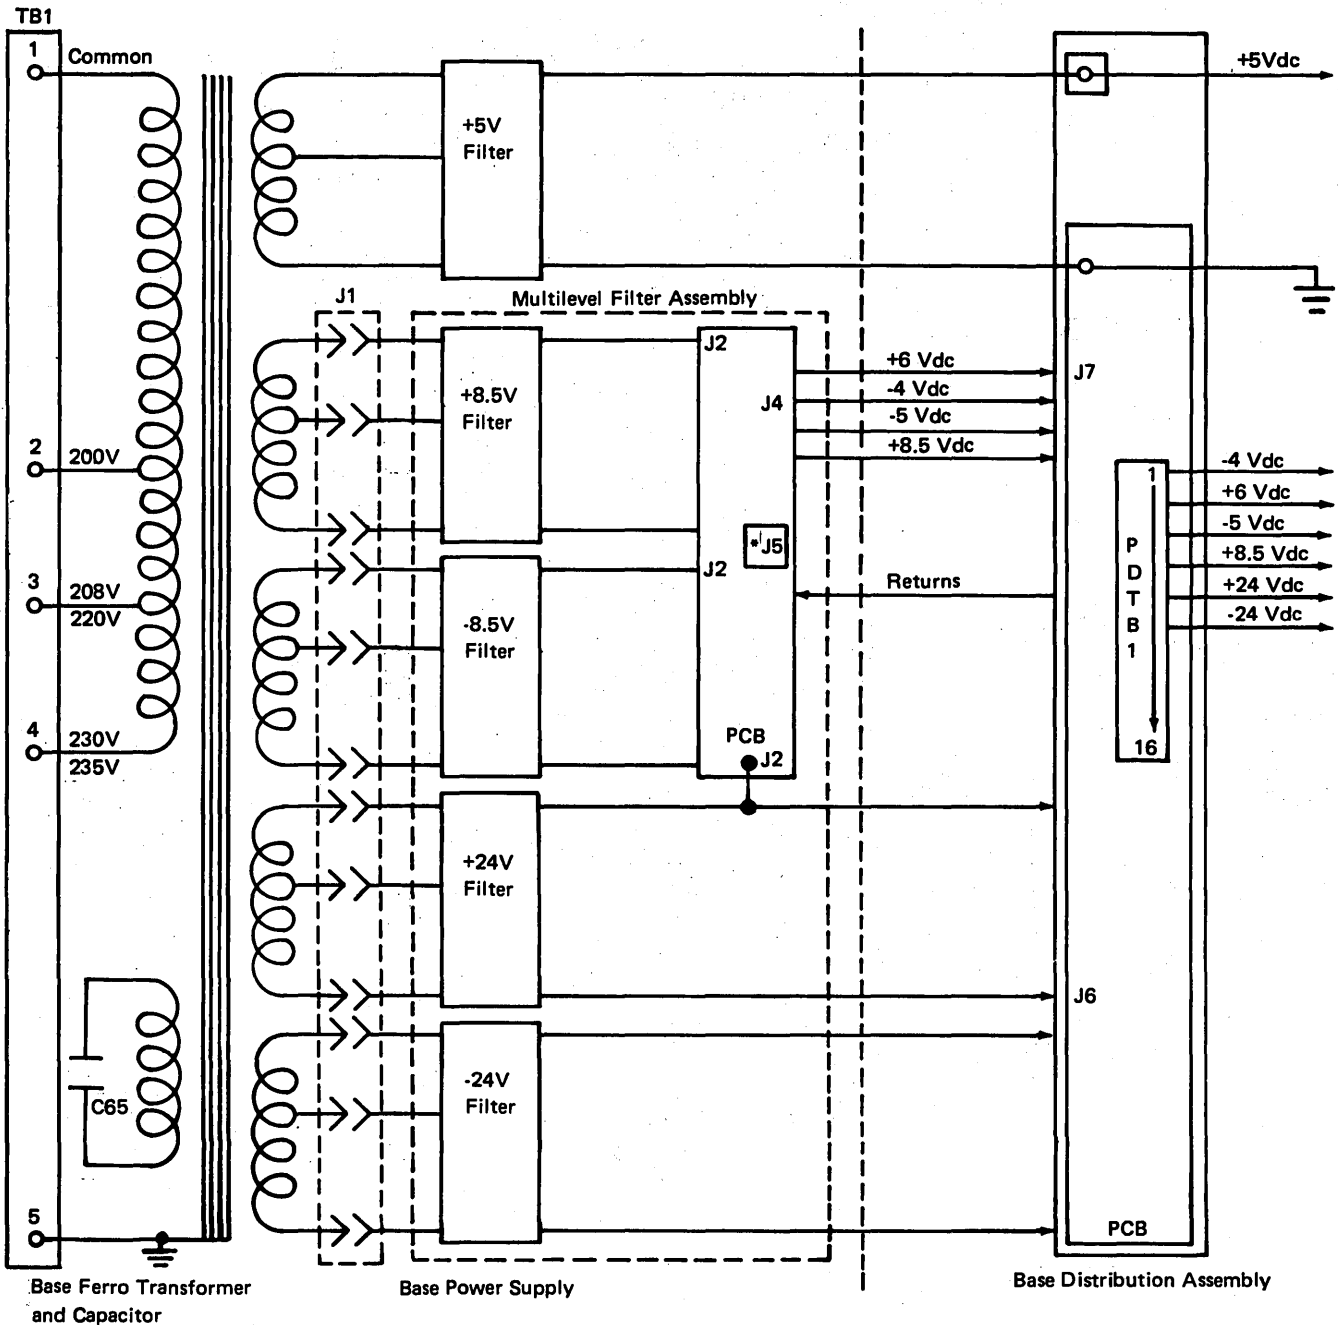 TB1
1
Common
2
200V
3
208V
220V
4
230V
235V
C65
5
Base Ferro Transformer
and Capacitor
+5V
Filter
J1
Multilevel Filter Assembly
+8.5V
Filter
-8.5V
Filter
+24V
Filter
-24V
Filter
J2
J4
*J5
J2
PCB
J2
Base Power Supply
+6 Vdc
-4 Vdc
-5 Vdc
+8.5 Vdc
Returns
J7
J6
1
P
D
T
B
1
16
PCB
Base Distribution Assembly
+5Vdc
-4 Vdc
+6 Vdc
-5 Vdc
+8.5 Vdc
+24 Vdc
-24 Vdc